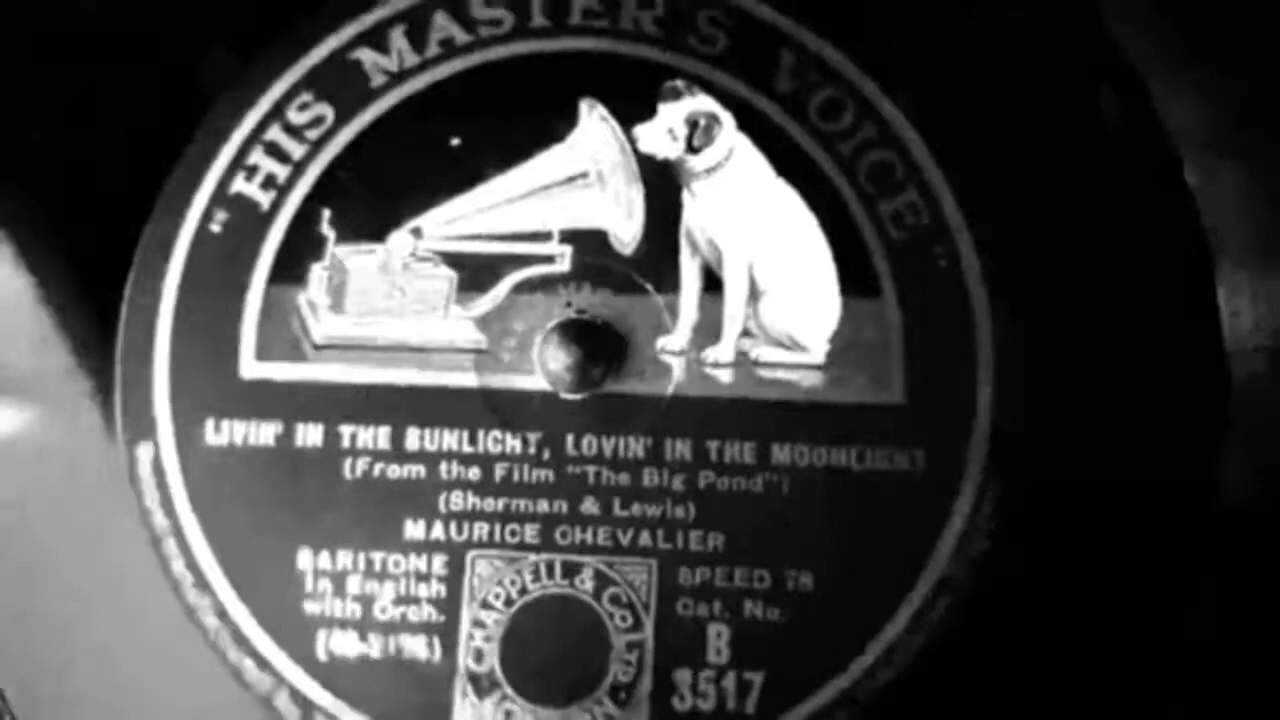 "HIS MASTER'S VOICE"
LIVIN' IN THE SUNLIGHT, LOVIN' IN THE MOONLIGHT
(From the Film "The Big Pond")
(Sherman & Lewis)
MAURICE CHEVALIER
BARITONE
In English
with Orch.
SPEED 78
Cat. No.
B
3517
CHAPPELL & CO LTD.